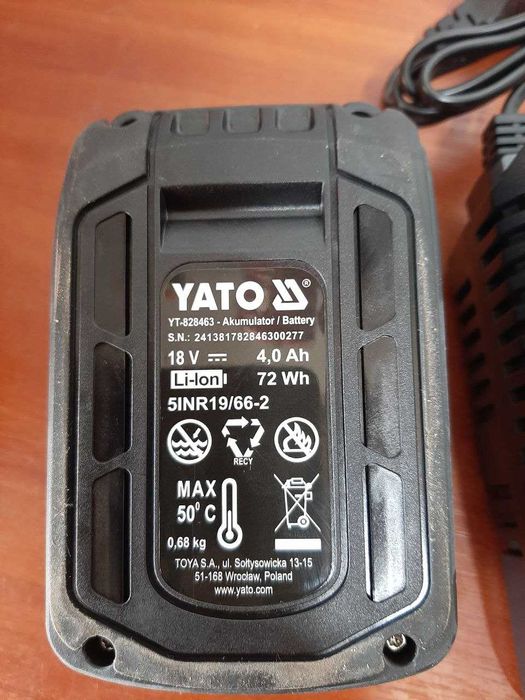 YATO ®
YT-828463 - Akumulator / Battery
S.N.: 241381782846300277
18 V 4,0 Ah
Li-Ion 72 Wh
5INR19/66-2
RECY
MAX
50⁰ C
0,68 kg
TOYA S.A., ul. Sołtysowicka 13-15
51-168 Wrocław, Poland
www.yato.com